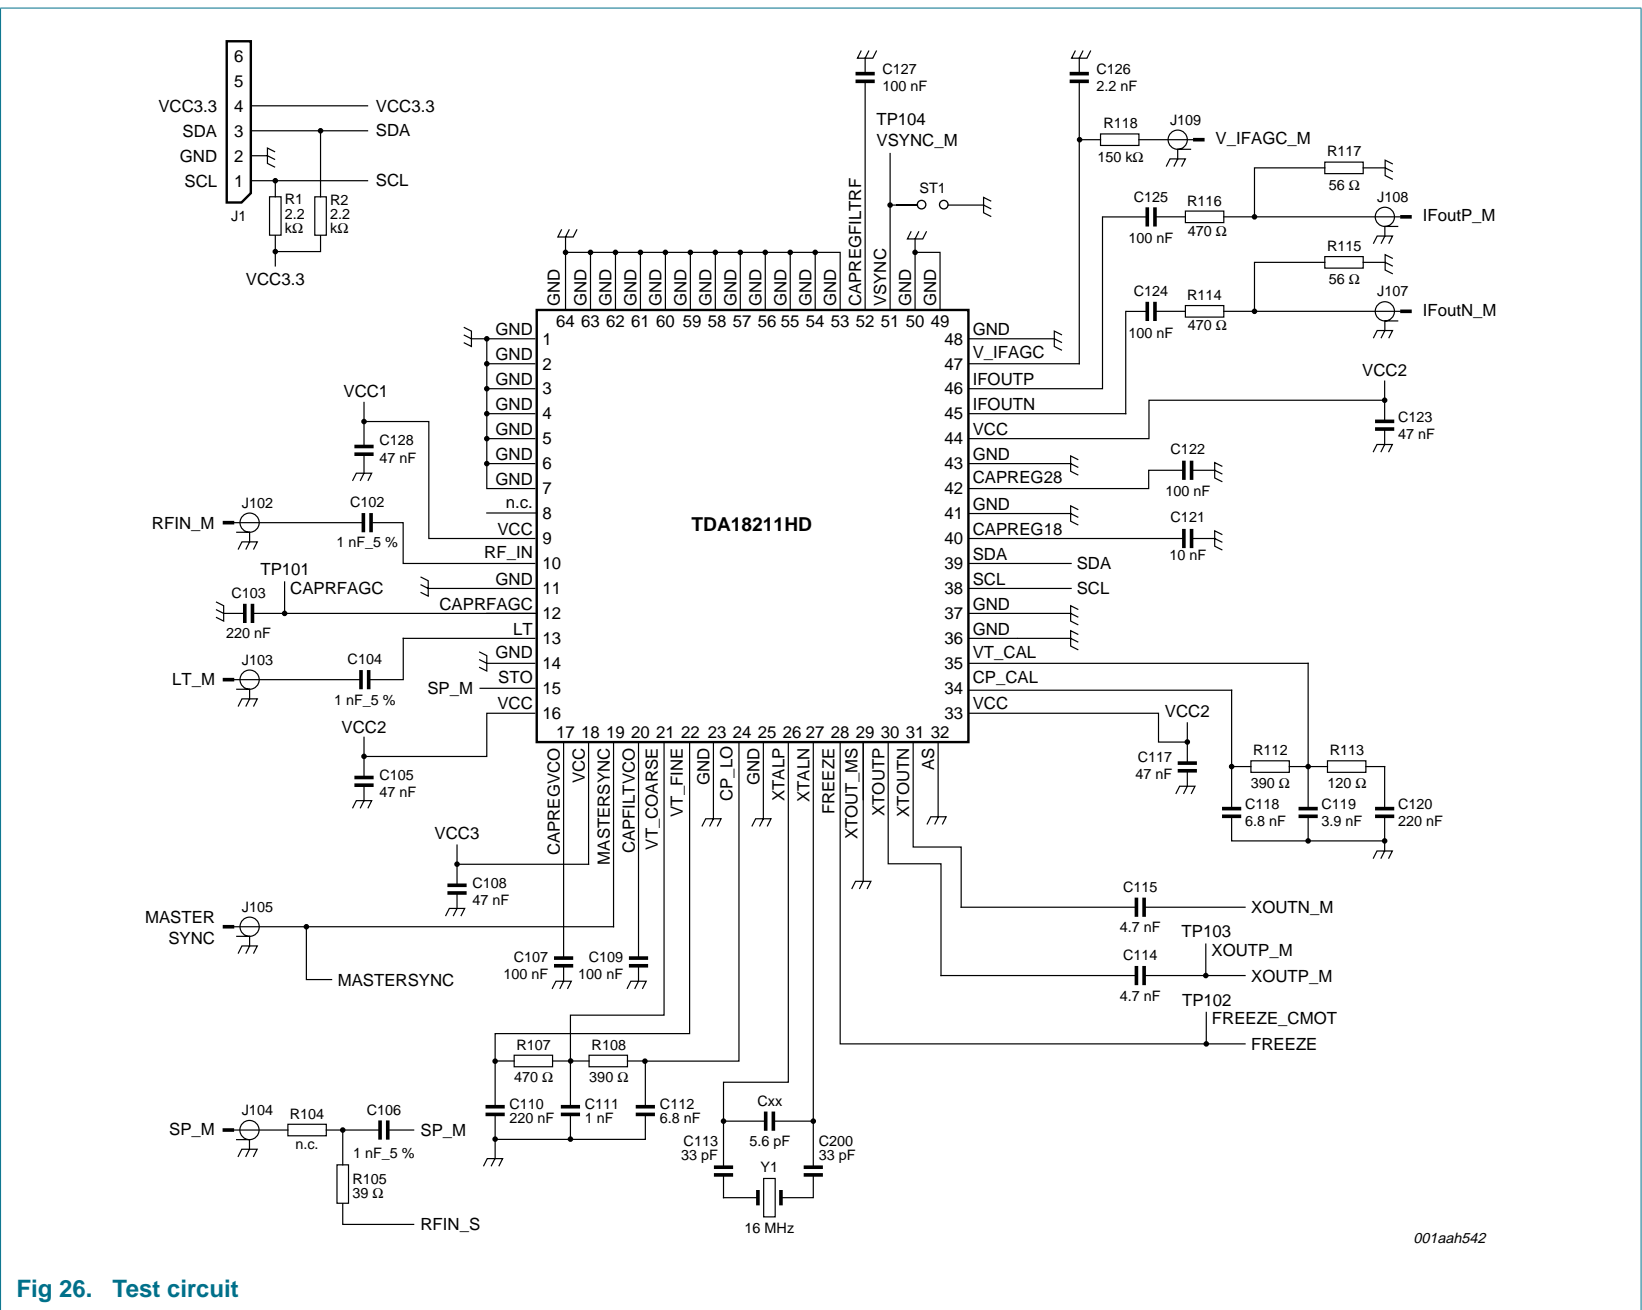 6
5
VCC3.3 4 VCC3.3
SDA 3 SDA
GND 2
SCL 1 SCL
J1
R1
2.2
kΩ
R2
2.2
kΩ
VCC3.3
C127
100 nF
TP104
VSYNC_M
ST1
C126
2.2 nF
R118
150 kΩ
J109
V_IFAGC_M
R117
56 Ω
C125
100 nF
R116
470 Ω
J108
IFoutP_M
R115
56 Ω
C124
100 nF
R114
470 Ω
J107
IFoutN_M
GND GND GND GND GND GND GND GND GND GND GND GND CAPREGFILTRF VSYNC GND GND
64 63 62 61 60 59 58 57 56 55 54 53 52 51 50 49
GND 1
GND 2
GND 3
GND 4
GND 5
GND 6
GND 7
n.c. 8
VCC 9
RF_IN 10
GND 11
CAPRFAGC 12
LT 13
GND 14
STO 15
VCC 16
TDA18211HD
48 GND
47 V_IFAGC
46 IFOUTP
45 IFOUTN
44 VCC
43 GND
42 CAPREG28
41 GND
40 CAPREG18
39 SDA SDA
38 SCL SCL
37 GND
36 GND
35 VT_CAL
34 CP_CAL
33 VCC
VCC1
C128
47 nF
J102
RFIN_M
C102
1 nF_5 %
TP101
CAPRFAGC
C103
220 nF
J103
LT_M
C104
1 nF_5 %
SP_M
VCC2
C105
47 nF
VCC2
C123
47 nF
C122
100 nF
C121
10 nF
VCC2
C117
47 nF
R112
390 Ω
R113
120 Ω
C118
6.8 nF
C119
3.9 nF
C120
220 nF
17 18 19 20 21 22 23 24 25 26 27 28 29 30 31 32
CAPREGVCO VCC MASTERSYNC CAPFILTVCO VT_COARSE VT_FINE GND CP_LO GND XTALP XTALN FREEZE XTOUT_MS XTOUTP XTOUTN AS
VCC3
C108
47 nF
MASTER
SYNC
J105
MASTERSYNC
C107
100 nF
C109
100 nF
C115
4.7 nF
XOUTN_M
TP103
XOUTP_M
C114
4.7 nF
XOUTP_M
TP102
FREEZE_CMOT
FREEZE
R107
470 Ω
R108
390 Ω
C110
220 nF
C111
1 nF
C112
6.8 nF
Cxx
5.6 pF
C113
33 pF
C200
33 pF
Y1
16 MHz
SP_M
J104
R104
n.c.
C106
1 nF_5 %
SP_M
R105
39 Ω
RFIN_S
001aah542
Fig 26. Test circuit